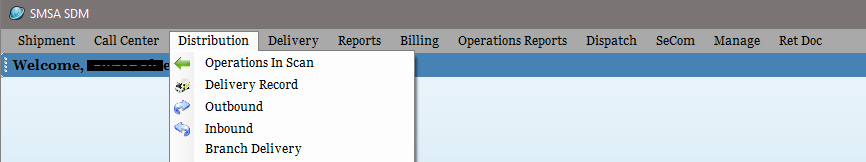 SMSA SDM
Shipment Call Center Distribution Delivery Reports Billing Operations Reports Dispatch SeCom Manage Ret Doc
Welcome,
Operations In Scan
Delivery Record
Outbound
Inbound
Branch Delivery